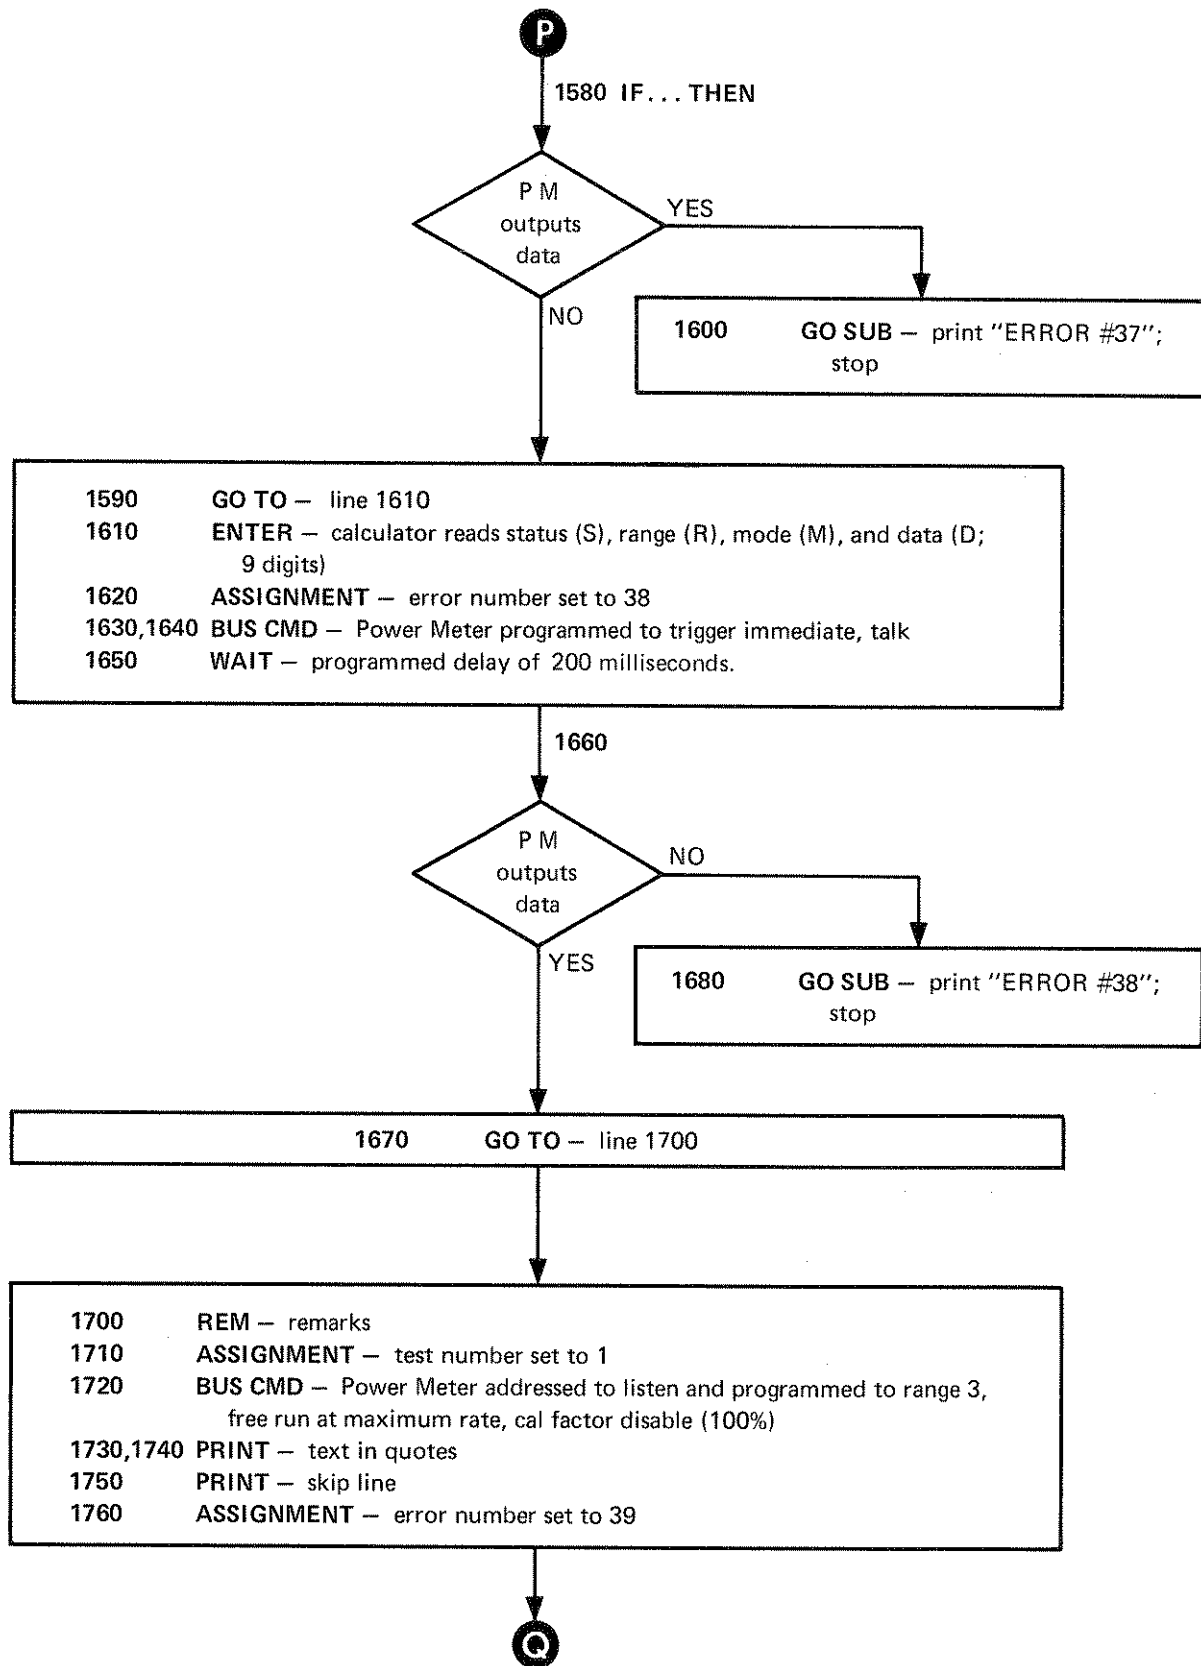 P
1580 IF... THEN
P M
outputs
data
YES
NO
1600 GO SUB — print "ERROR #37";
stop
1590 GO TO — line 1610
1610 ENTER — calculator reads status (S), range (R), mode (M), and data (D;
9 digits)
1620 ASSIGNMENT — error number set to 38
1630,1640 BUS CMD — Power Meter programmed to trigger immediate, talk
1650 WAIT — programmed delay of 200 milliseconds.
1660
P M
outputs
data
NO
YES
1680 GO SUB — print "ERROR #38";
stop
1670 GO TO — line 1700
1700 REM — remarks
1710 ASSIGNMENT — test number set to 1
1720 BUS CMD — Power Meter addressed to listen and programmed to range 3,
free run at maximum rate, cal factor disable (100%)
1730,1740 PRINT — text in quotes
1750 PRINT — skip line
1760 ASSIGNMENT — error number set to 39
Q